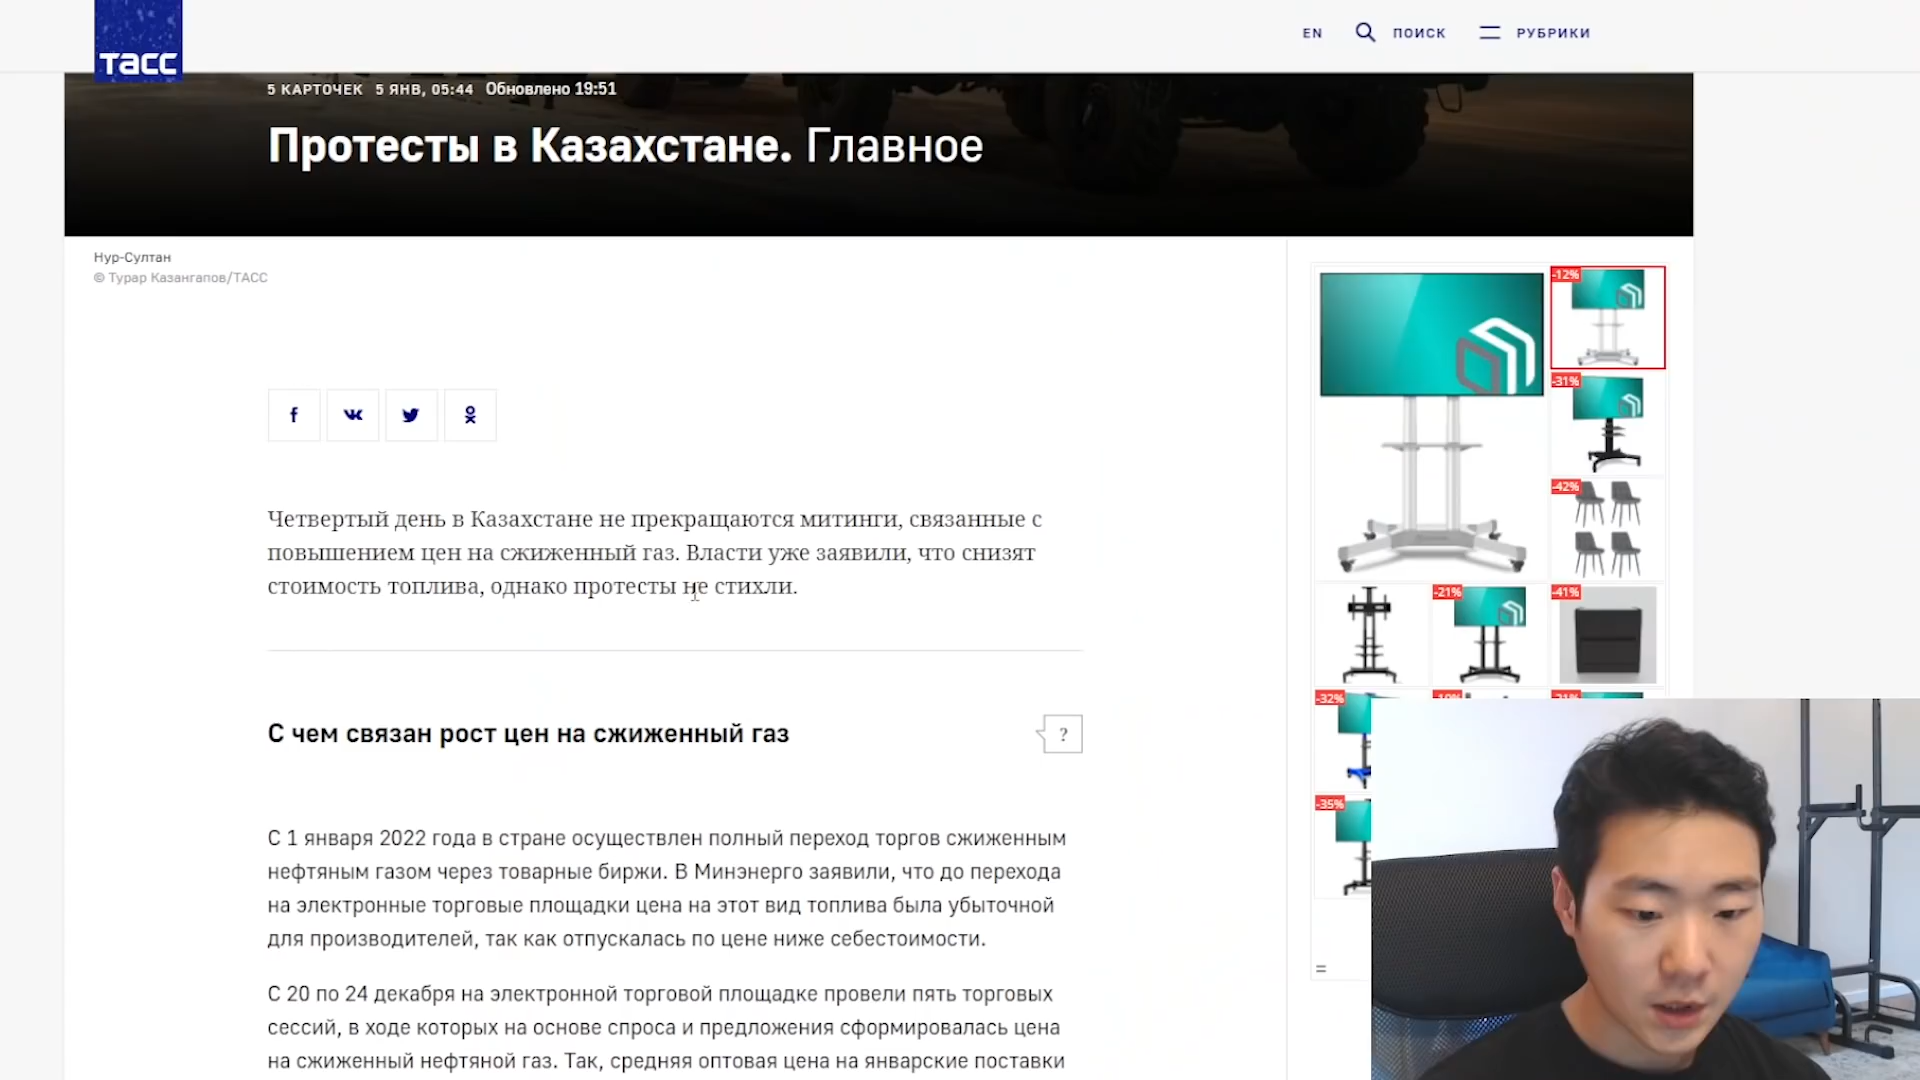 тасс
EN ПОИСК РУБРИКИ
5 КАРТОЧЕК 5 ЯНВ, 05:44 Обновлено 19:51
Протесты в Казахстане. Главное
Нур-Султан
© Турар Казангапов/ТАСС
Четвертый день в Казахстане не прекращаются митинги, связанные с
повышением цен на сжиженный газ. Власти уже заявили, что снизят
стоимость топлива, однако протесты не стихли.
С чем связан рост цен на сжиженный газ
?
С 1 января 2022 года в стране осуществлен полный переход торгов сжиженным
нефтяным газом через товарные биржи. В Минэнерго заявили, что до перехода
на электронные торговые площадки цена на этот вид топлива была убыточной
для производителей, так как отпускалась по цене ниже себестоимости.
С 20 по 24 декабря на электронной торговой площадке провели пять торговых
сессий, в ходе которых на основе спроса и предложения сформировалась цена
на сжиженный нефтяной газ. Так, средняя оптовая цена на январские поставки
-12%
-31%
-42%
-21%
-41%
-32%
-35%